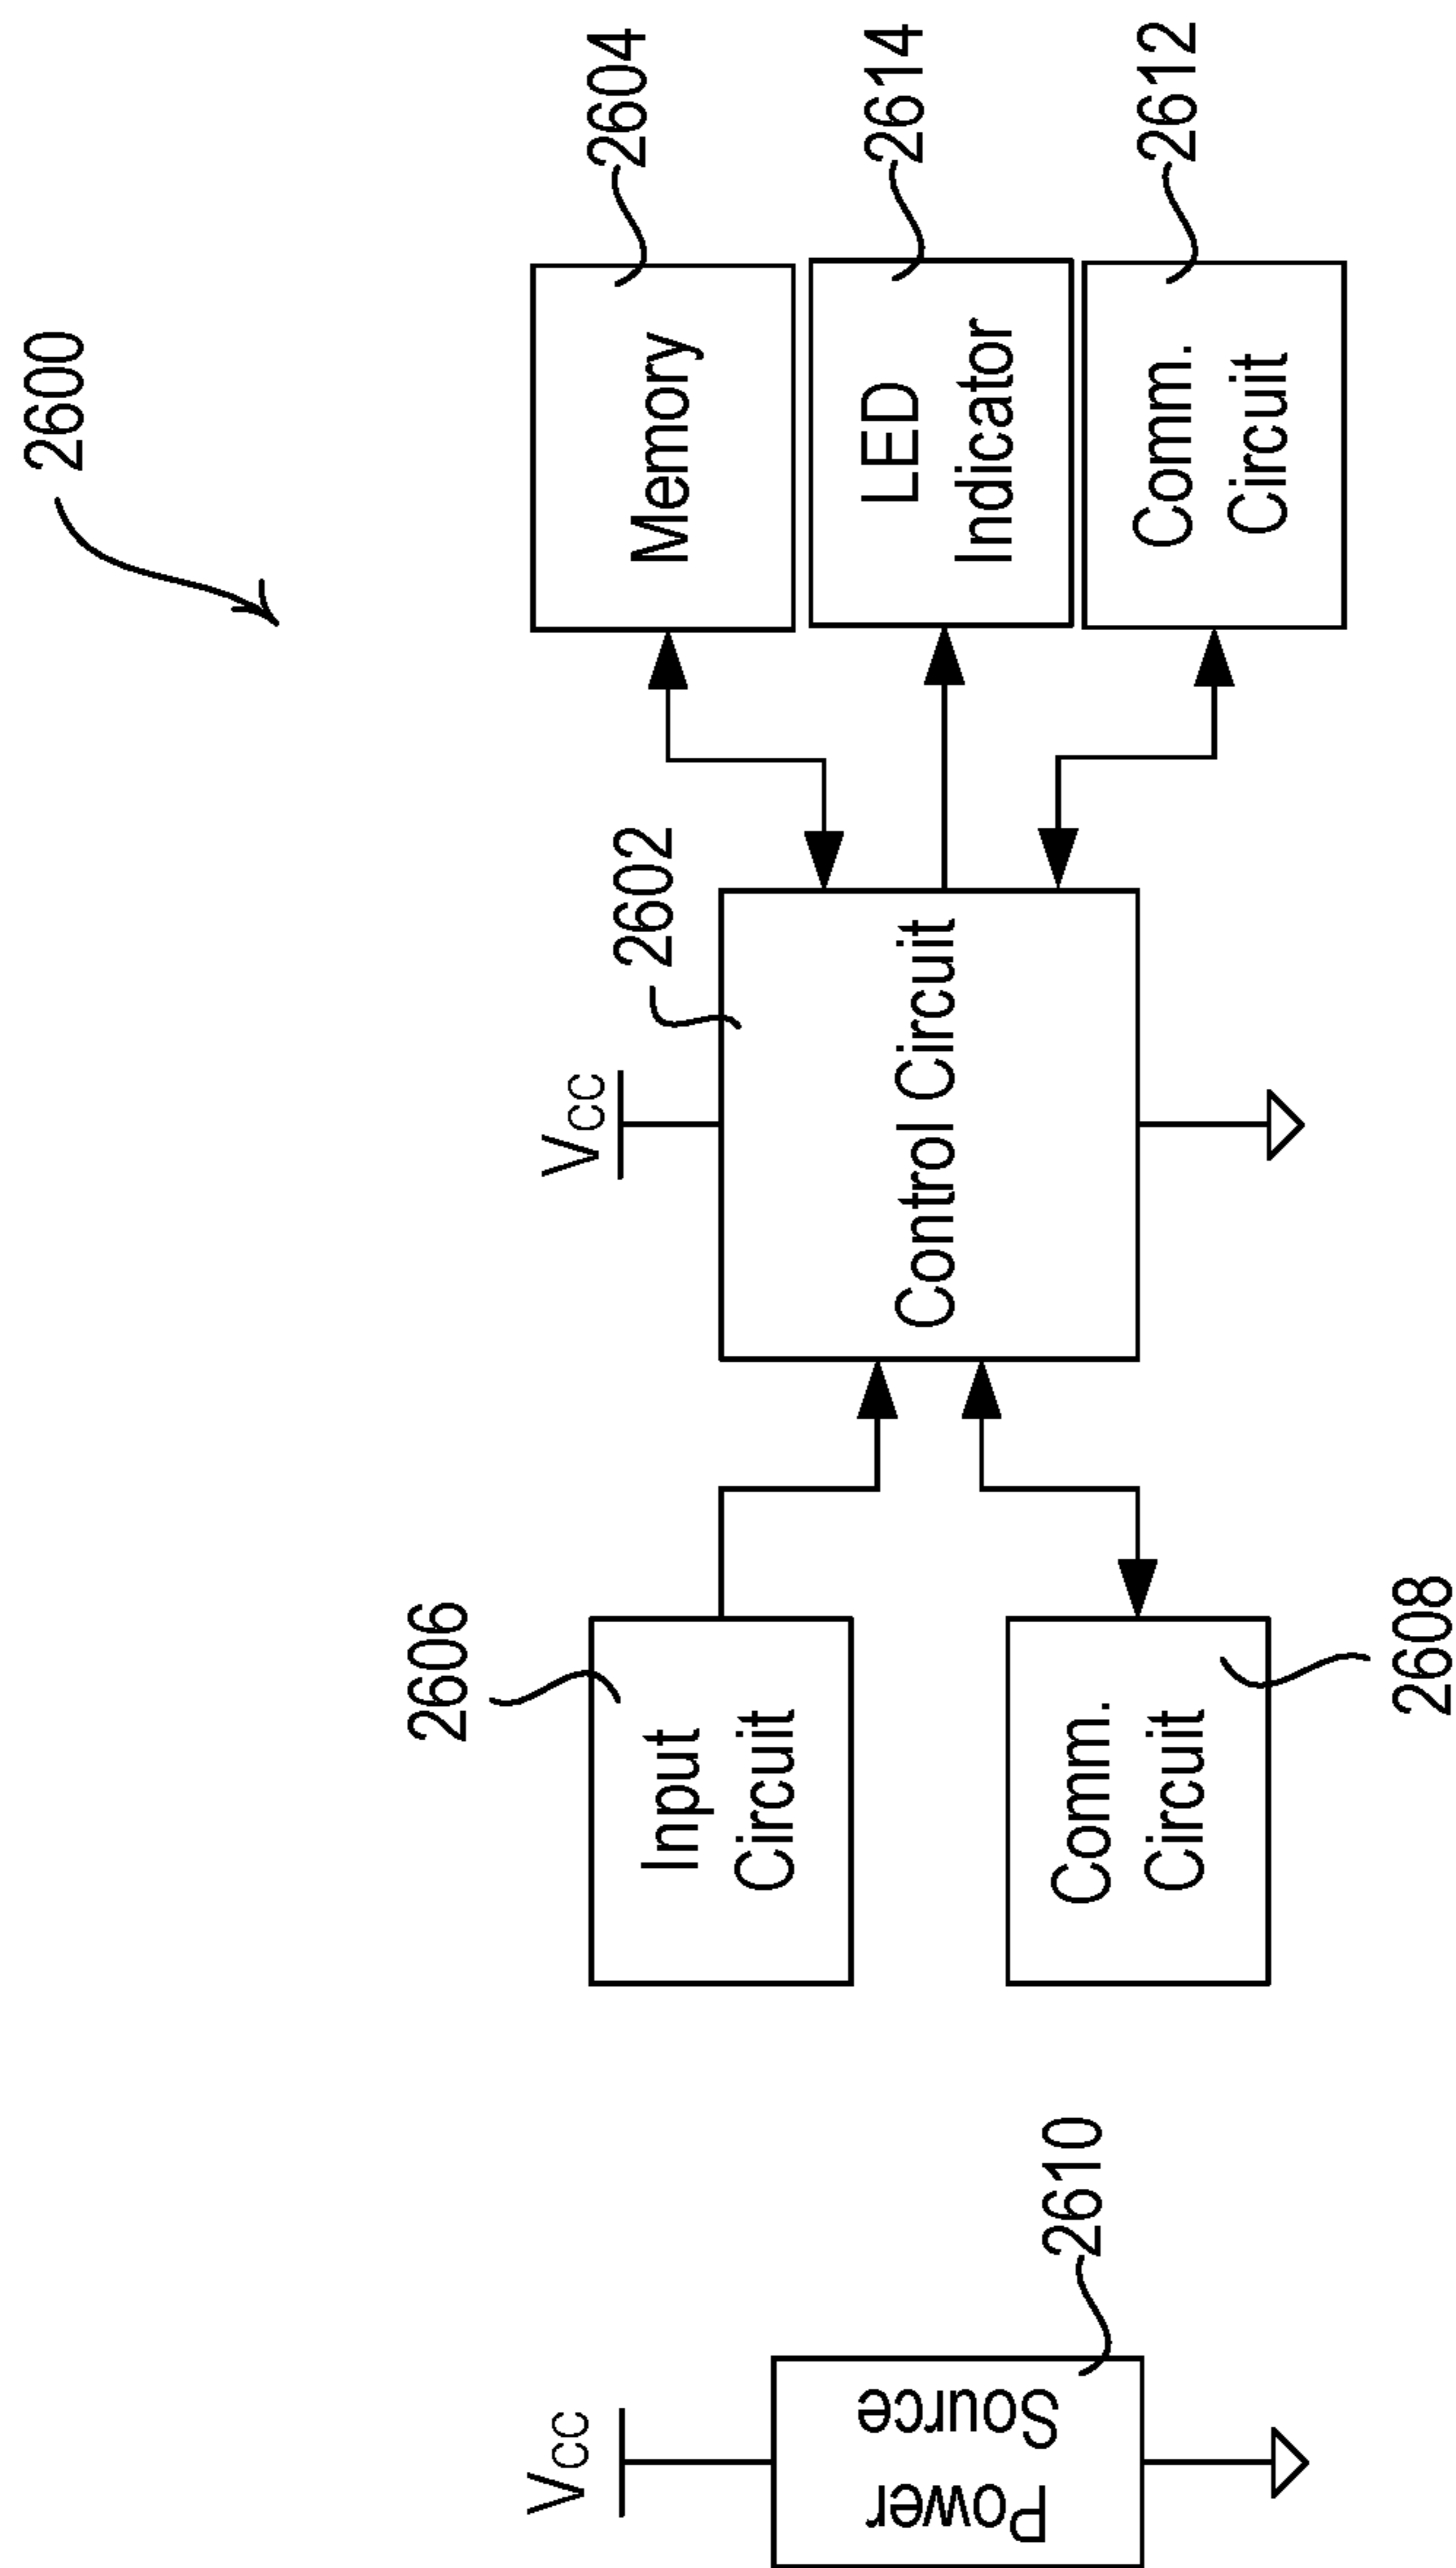 2600
Memory
2604
LED
Indicator
2614
Comm.
Circuit
2612
VCC
2602
Control Circuit
2606
Input
Circuit
Comm.
Circuit
2608
VCC
Power
Source
2610